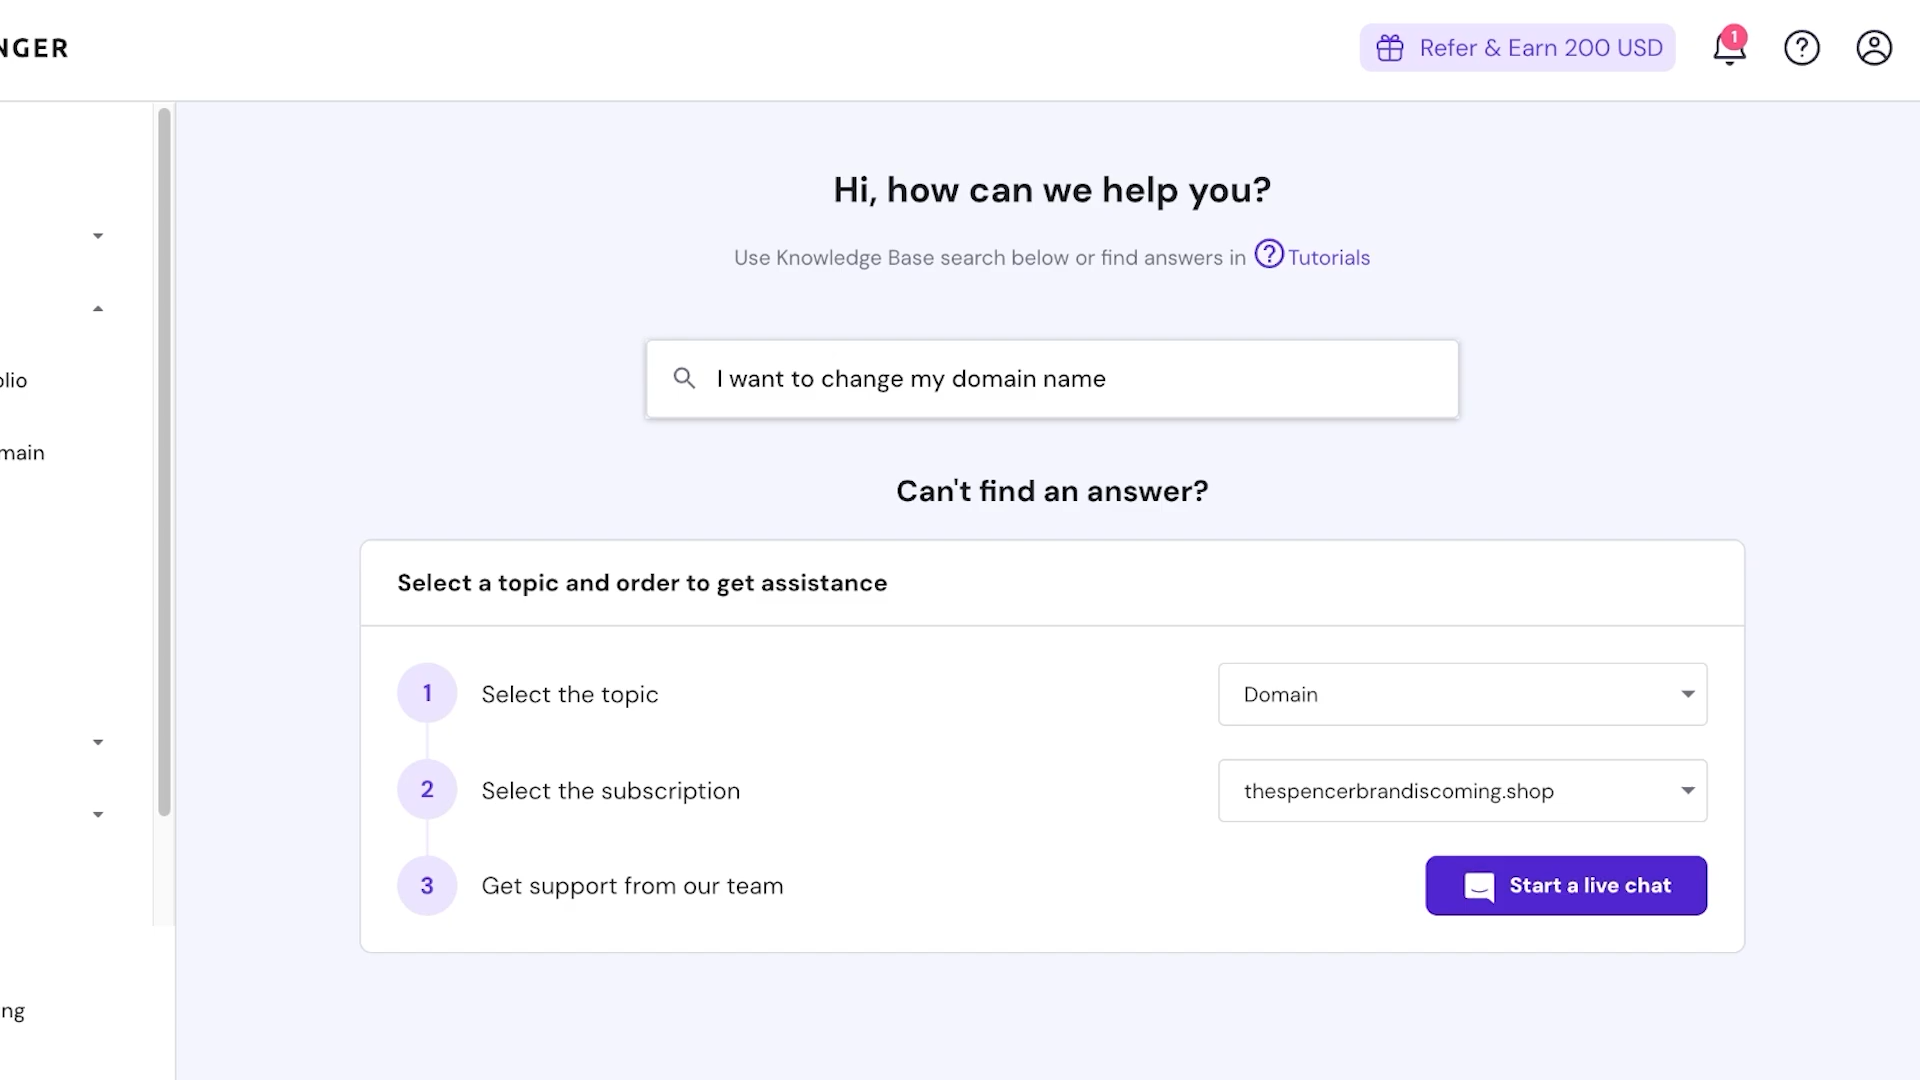 NGER
Refer & Earn 200 USD
1
Hi, how can we help you?
Use Knowledge Base search below or find answers in Tutorials
olio
I want to change my domain name
main
Can't find an answer?
Select a topic and order to get assistance
1 Select the topic Domain
2 Select the subscription thespencerbrandiscoming.shop
3 Get support from our team Start a live chat
ng